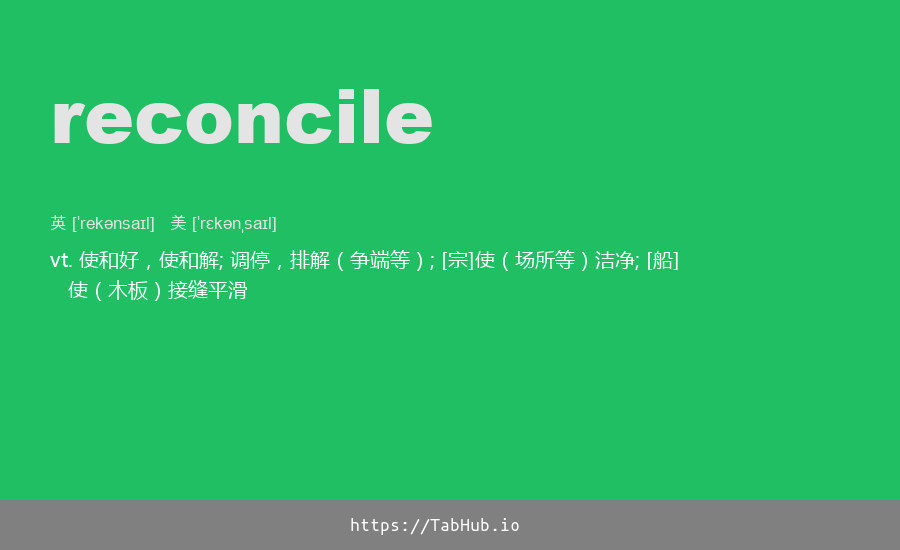 reconcile
英 [ˈrekənsaɪl] 美 [ˈrɛkənˌsaɪl]
vt. 使和好，使和解; 调停，排解（争端等）; [宗]使（场所等）洁净; [船]
使（木板）接缝平滑
https://TabHub.io